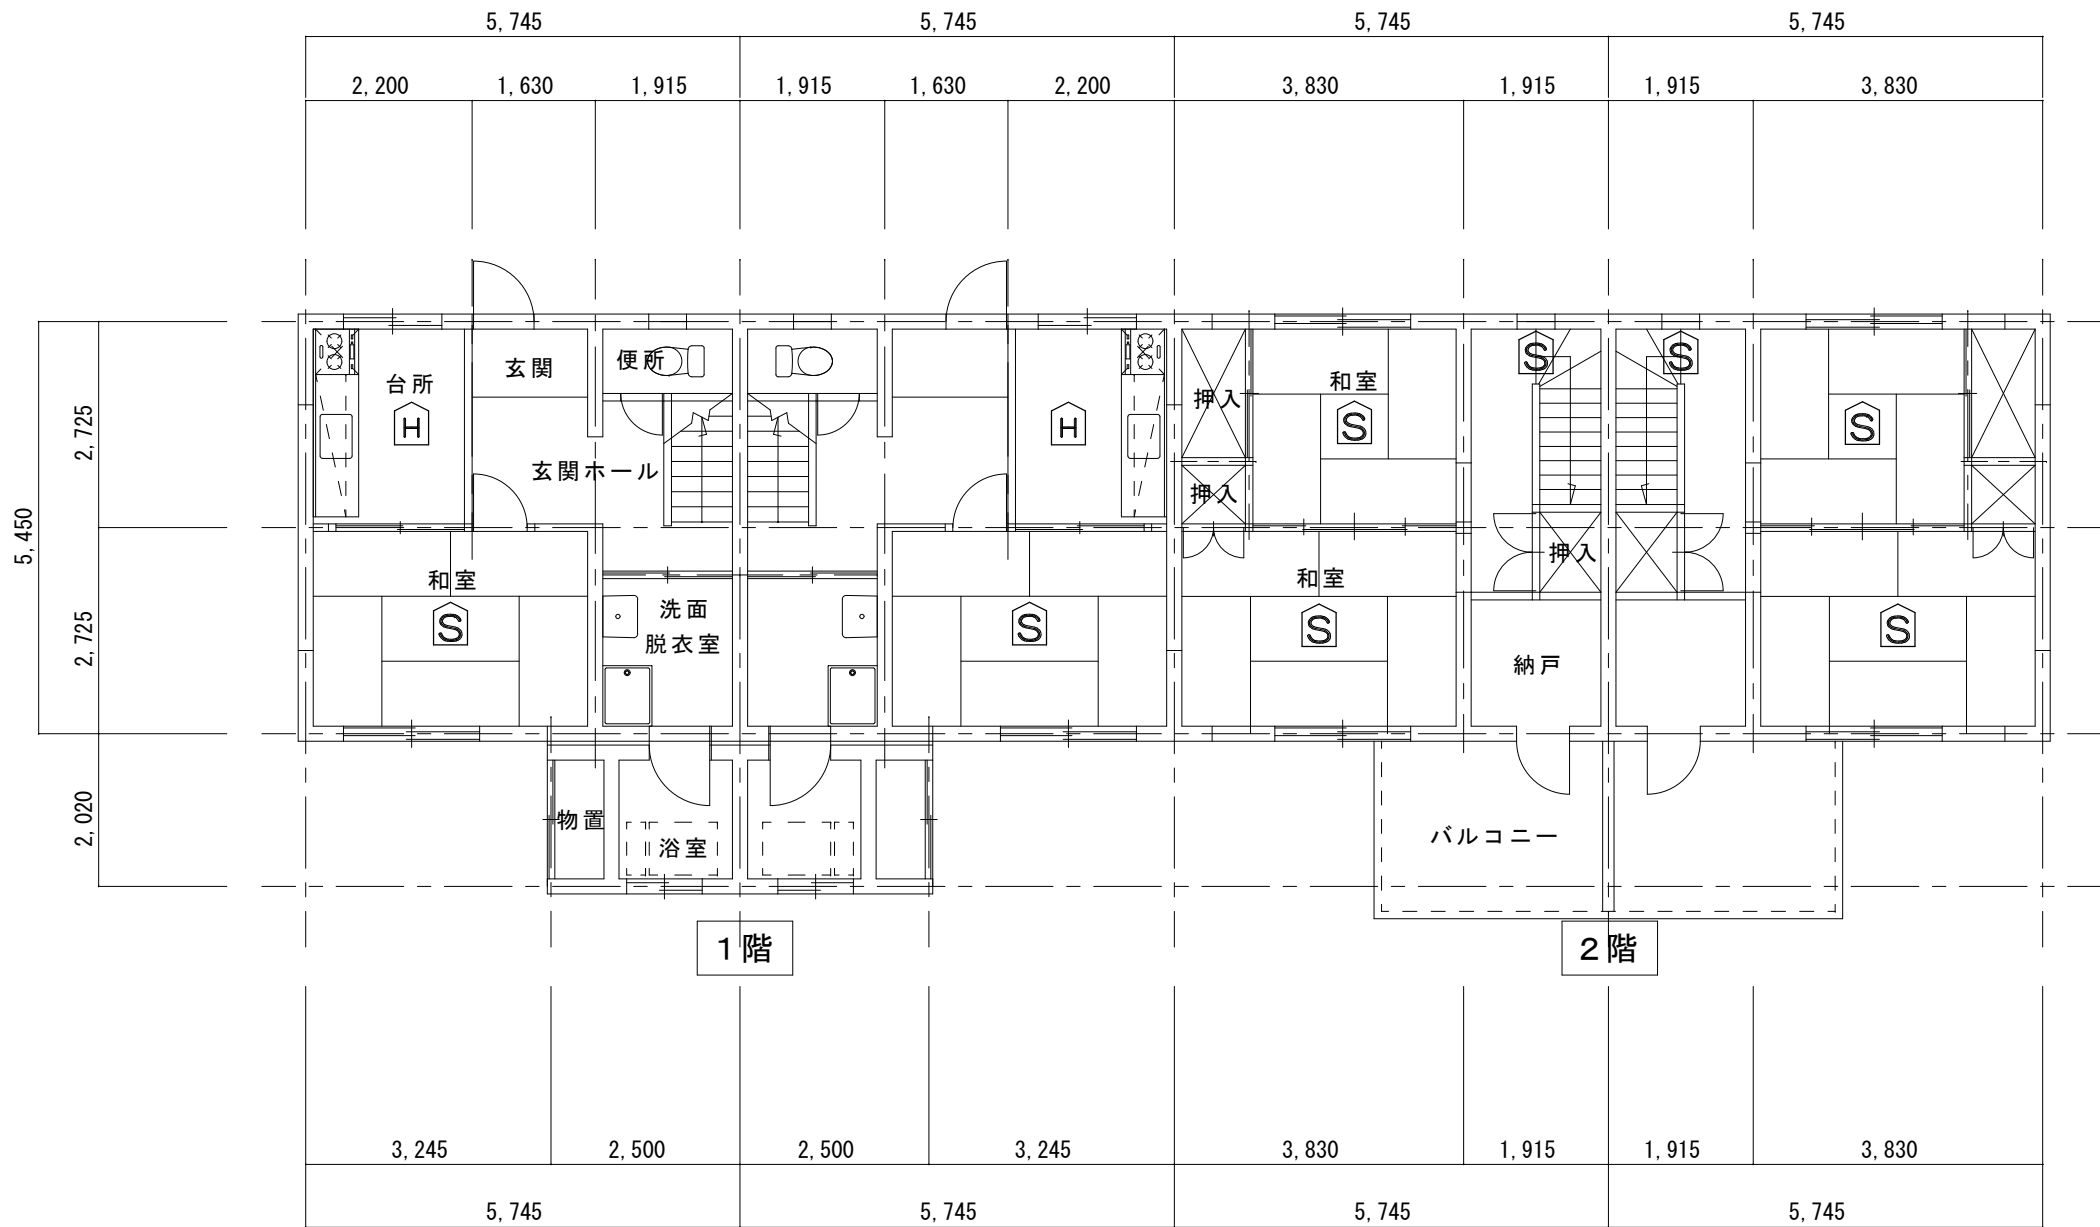 5,745 5,745 5,745 5,745
2,200 1,630 1,915 1,915 1,630 2,200 3,830 1,915 1,915 3,830
S S
玄関 便所
台所 押入 和室
H H S S
2,725
玄関ホール
押入
5,450
押入
和室 和室
洗面
脱衣室
S S S S
2,725
納戸
物置 浴室
バルコニー
2,020
1階 2階
3,245 2,500 2,500 3,245 3,830 1,915 1,915 3,830
5,745 5,745 5,745 5,745